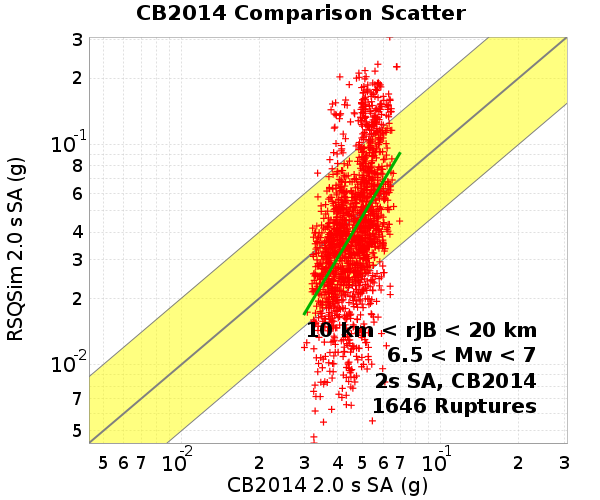 CB2014 Comparison Scatter
3
2
10-1
8
6
4
3
2
10-2
7
5
RSQSim 2.0 s SA (g)
10 km < rJB < 20 km
6.5 < Mw < 7
2s SA, CB2014
1646 Ruptures
5 6 7 10-2 2 3 4 5 6 7 10-1 2 3
CB2014 2.0 s SA (g)